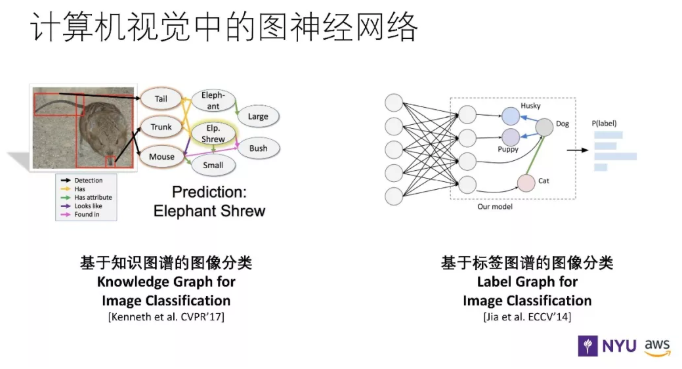 计算机视觉中的图神经网络
Tail
Trunk
Mouse
Eleph-
ant
Elp.
Shrew
Small
Large
Bush
Detection
Has
Has attribute
Looks like
Found in
Prediction:
Elephant Shrew
Husky
Puppy
Dog
Cat
Our model
P(label)
基于知识图谱的图像分类
Knowledge Graph for
Image Classification
[Kenneth et al. CVPR'17]
基于标签图谱的图像分类
Label Graph for
Image Classification
[Jia et al. ECCV'14]
NYU
aws